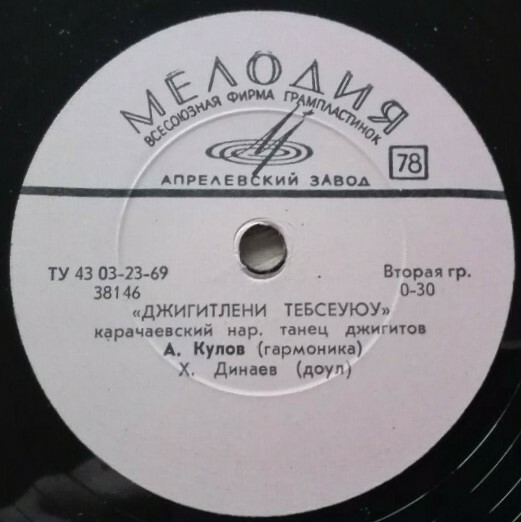 МЕЛОДИЯ
ВСЕСОЮЗНАЯ ФИРМА ГРАМПЛАСТИНОК
78
АПРЕЛЕВСКИЙ ЗАВОД
ТУ 43 03-23-69
38146
Вторая гр.
0-30
«ДЖИГИТЛЕНИ ТЕБСЕУЮУ»
карачаевский нар. танец джигитов
А. Кулов (гармоника)
Х. Динаев (доул)